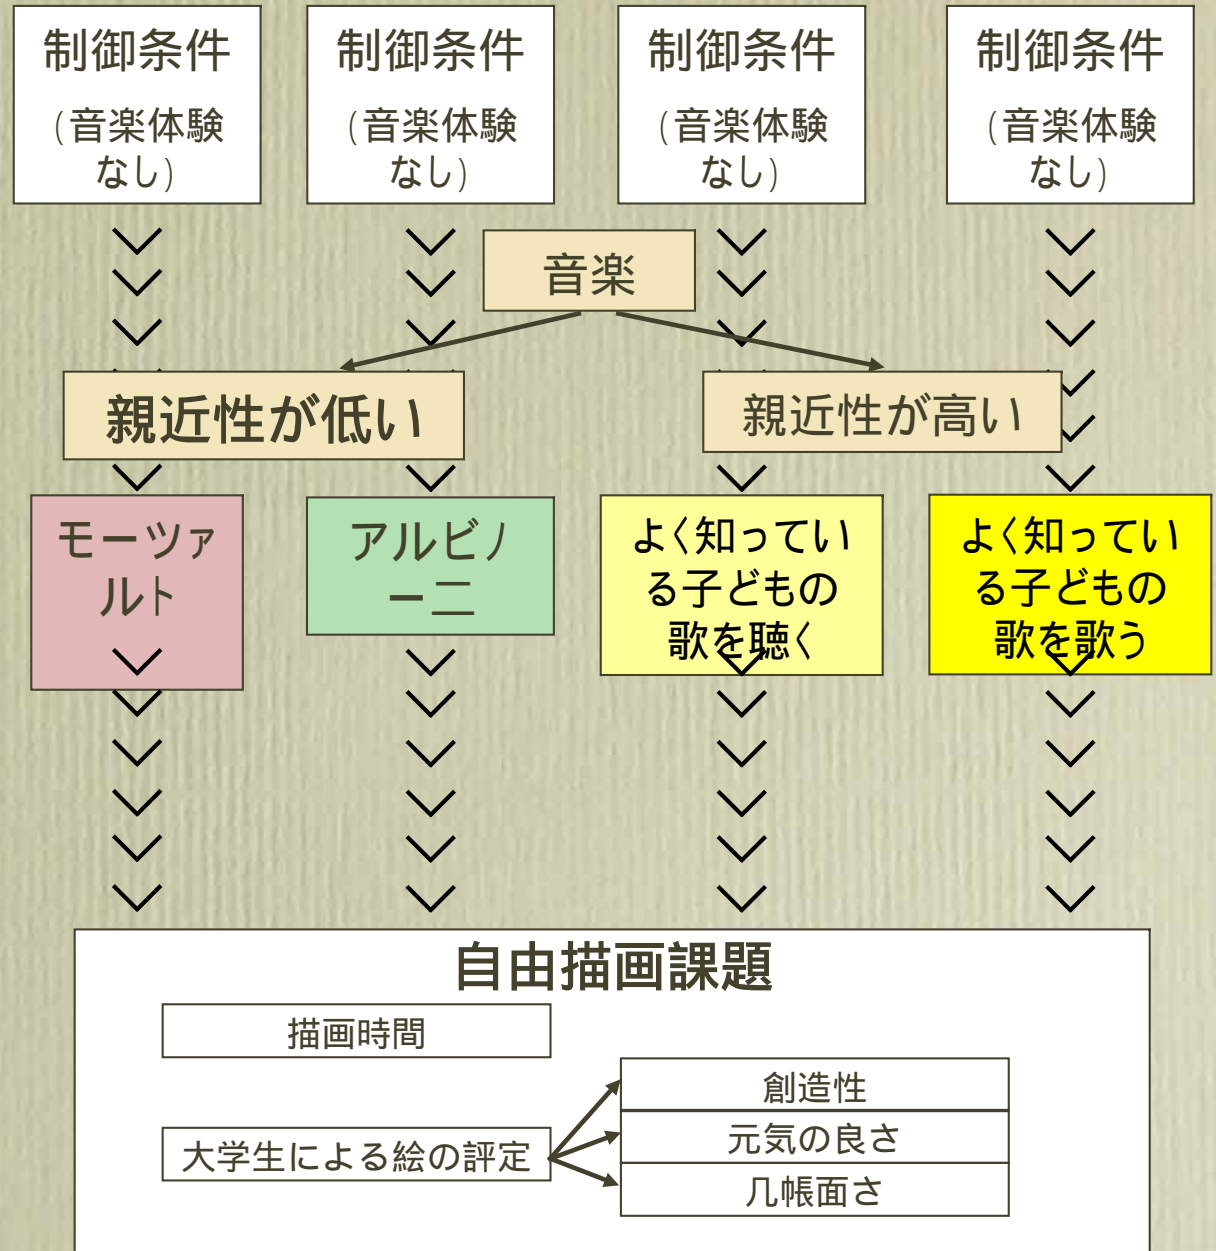 制御条件
(音楽体験
なし)
制御条件
(音楽体験
なし)
制御条件
(音楽体験
なし)
制御条件
(音楽体験
なし)
音楽
親近性が低い
親近性が高い
モーツァ
ルト
アルビノ
ーニ
よく知ってい
る子どもの
歌を聴く
よく知ってい
る子どもの
歌を歌う
自由描画課題
描画時間
大学生による絵の評定
創造性
元気の良さ
几帳面さ